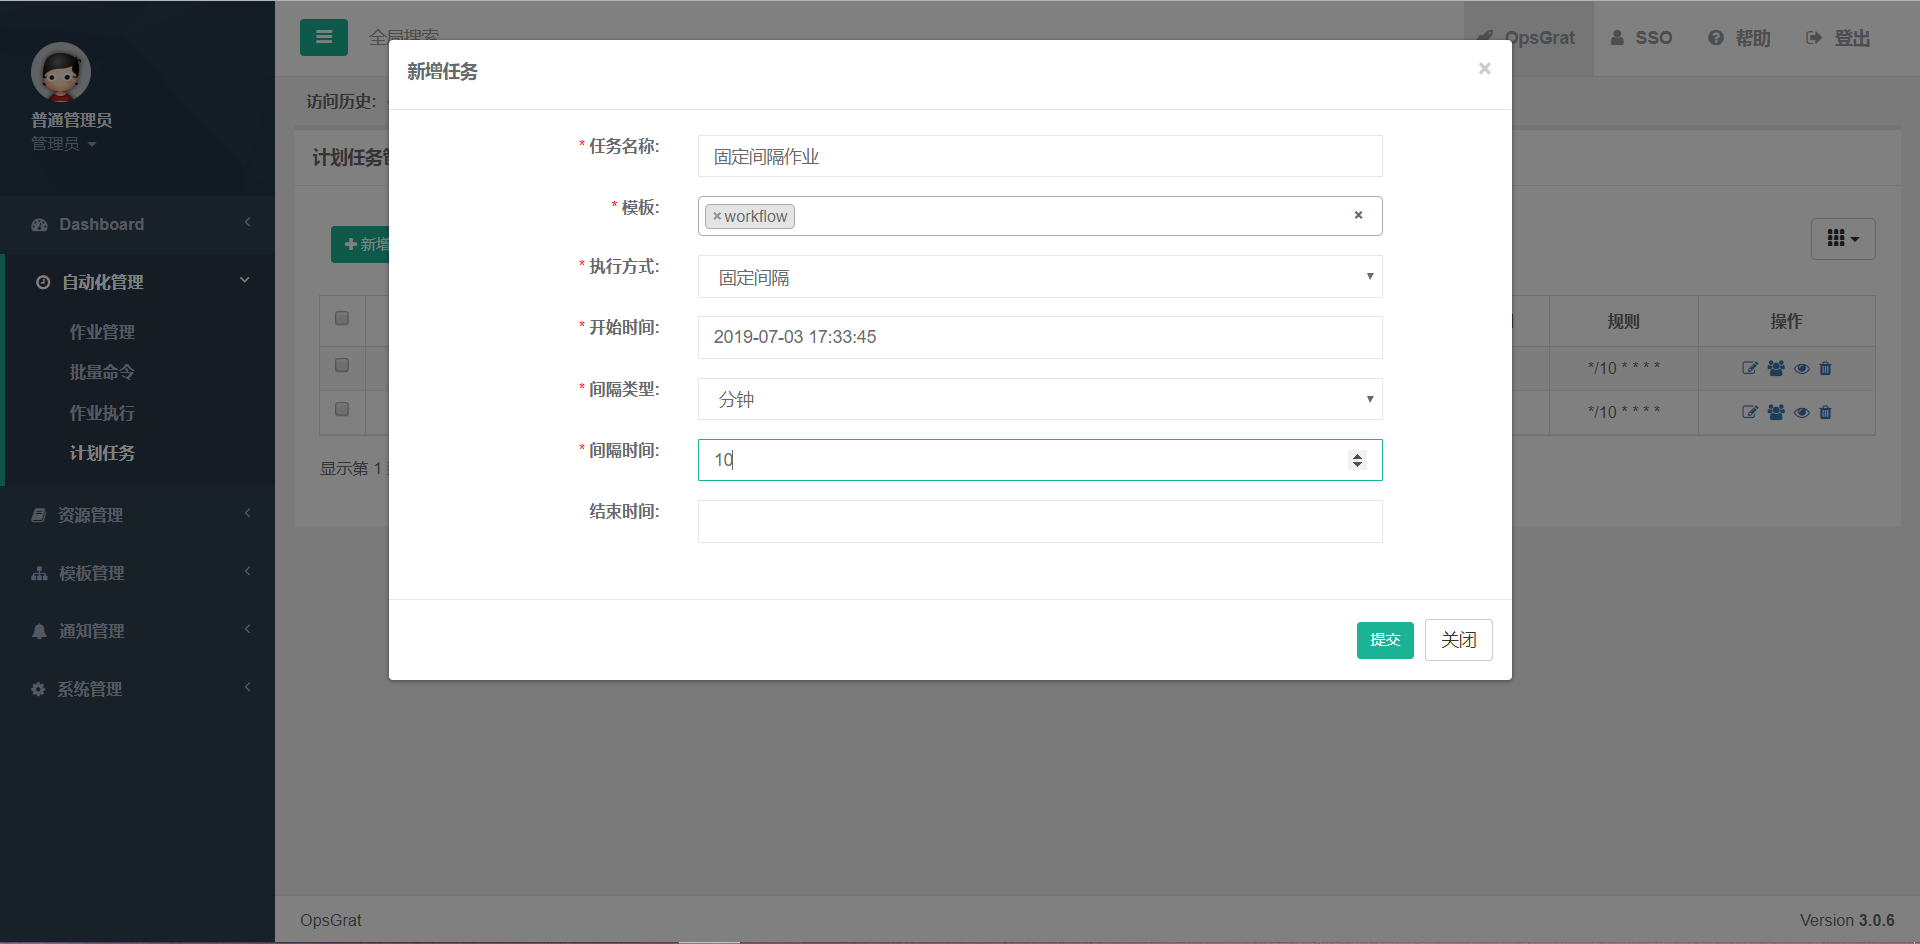 普通管理员
管理员
Dashboard
自动化管理
作业管理
批量命令
作业执行
计划任务
资源管理
模板管理
通知管理
系统管理
全局搜索
OpsGrat
SSO
帮助
登出
访问历史:
计划任务
新增
显示第 1
规则
操作
*/10 * * * *
*/10 * * * *
新增任务
×
* 任务名称:
固定间隔作业
* 模板:
×workflow
×
* 执行方式:
固定间隔
* 开始时间:
2019-07-03 17:33:45
* 间隔类型:
分钟
* 间隔时间:
10
结束时间:
提交
关闭
OpsGrat
Version 3.0.6